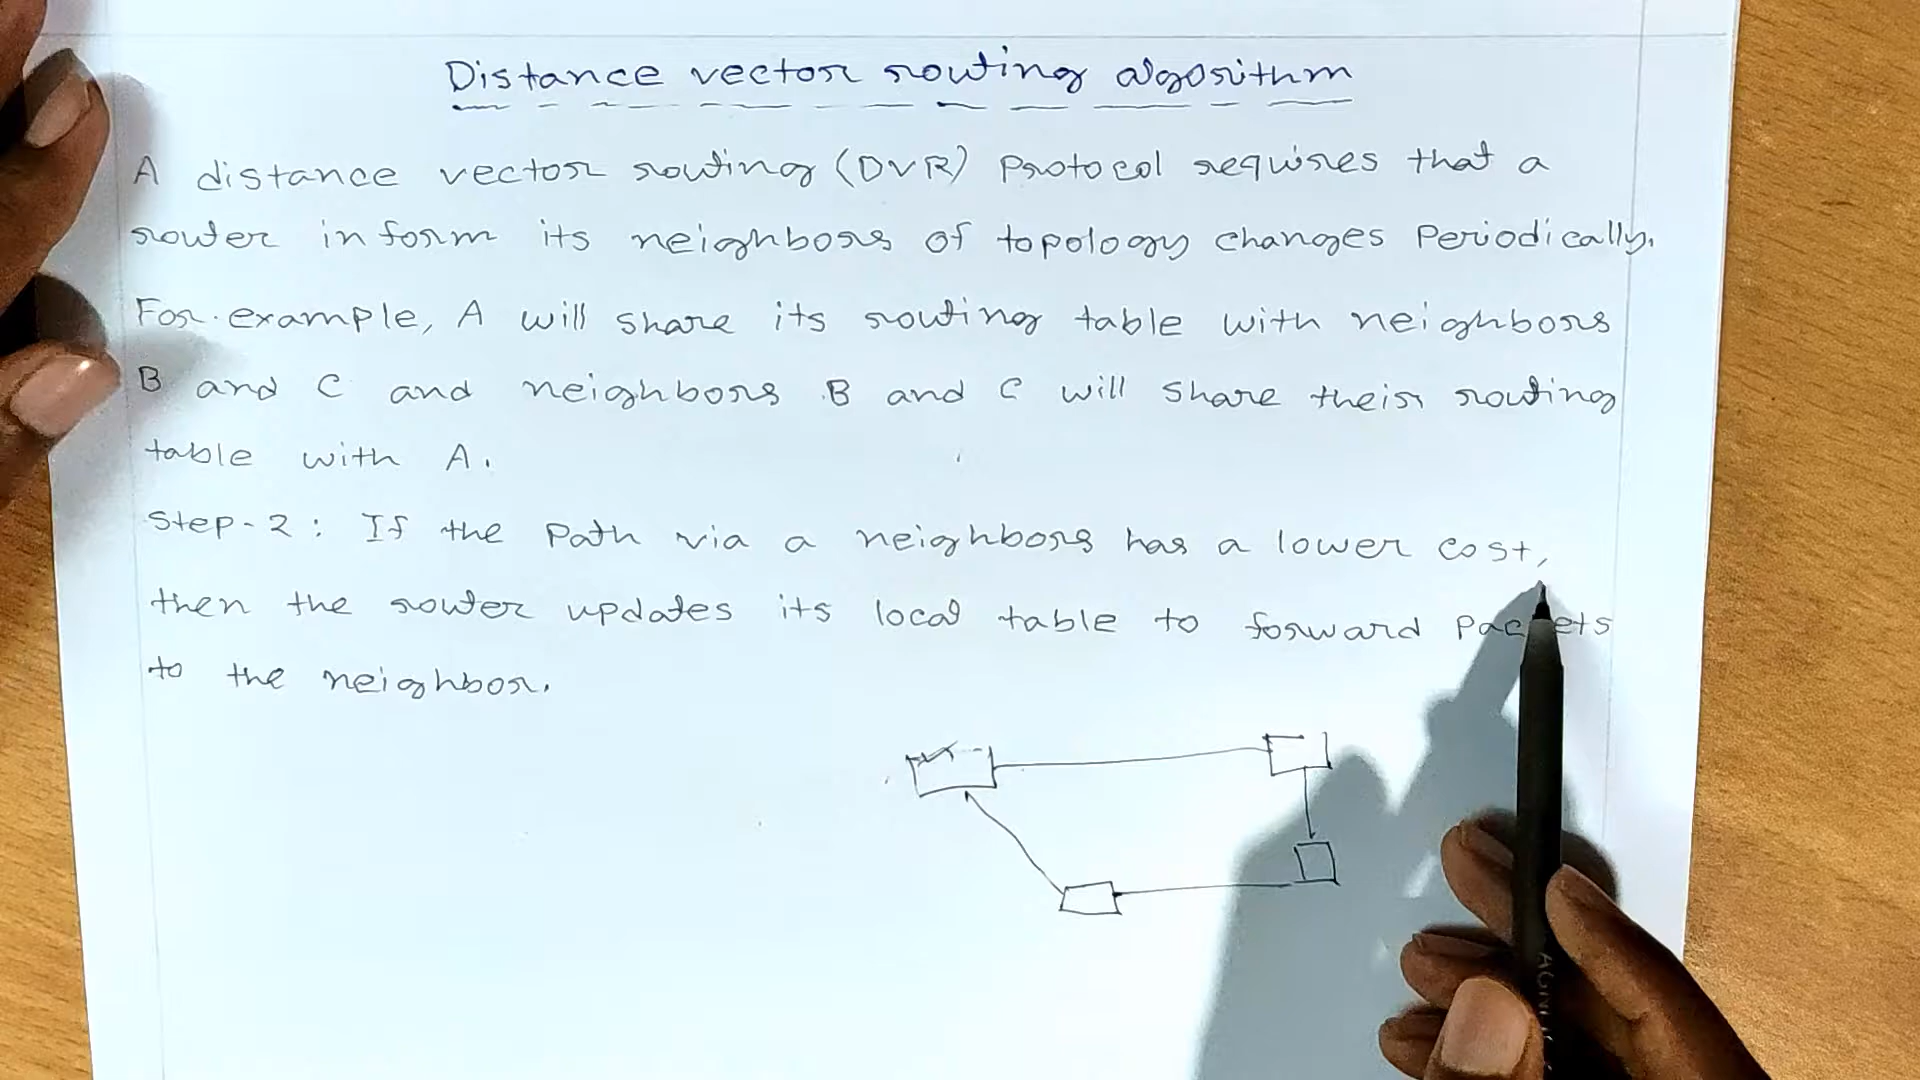 Distance vector routing algorithm
A distance vector routing (DVR) Protocol requires that a
router inform its neighbors of topology changes Periodically.
For example, A will share its routing table with neighbors
B and C and neighbors B and C will share their routing
table with A.
Step-2: If the Path via a neighbors has a lower cost,
then the router updates its local table to forward Packets
to the neighbor.